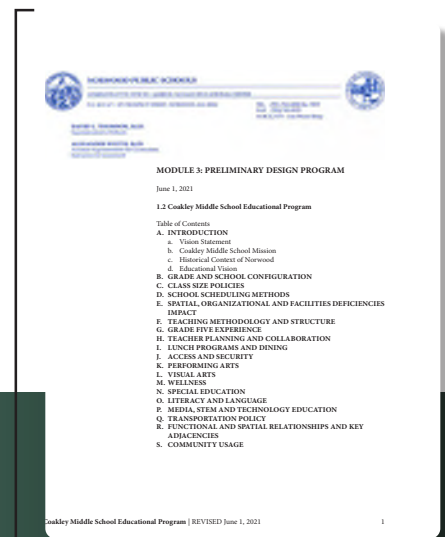 NORWOOD PUBLIC SCHOOLS
MODULE 3: PRELIMINARY DESIGN PROGRAM
June 1, 2021
1.2 Coakley Middle School Educational Program
Table of Contents
A. INTRODUCTION
a. Vision Statement
b. Coakley Middle School Mission
c. Historical Context of Norwood
d. Educational Vision
B. GRADE AND SCHOOL CONFIGURATION
C. CLASS SIZE POLICIES
D. SCHOOL SCHEDULING METHODS
E. SPATIAL, ORGANIZATIONAL AND FACILITIES DEFICIENCIES
IMPACT
F. TEACHING METHODOLOGY AND STRUCTURE
G. GRADE FIVE EXPERIENCE
H. TEACHER PLANNING AND COLLABORATION
I. LUNCH PROGRAMS AND DINING
J. ACCESS AND SECURITY
K. PERFORMING ARTS
L. VISUAL ARTS
M. WELLNESS
N. SPECIAL EDUCATION
O. LITERACY AND LANGUAGE
P. MEDIA, STEM AND TECHNOLOGY EDUCATION
Q. TRANSPORTATION POLICY
R. FUNCTIONAL AND SPATIAL RELATIONSHIPS AND KEY
ADJACENCIES
S. COMMUNITY USAGE
Coakley Middle School Educational Program | REVISED June 1, 2021 1